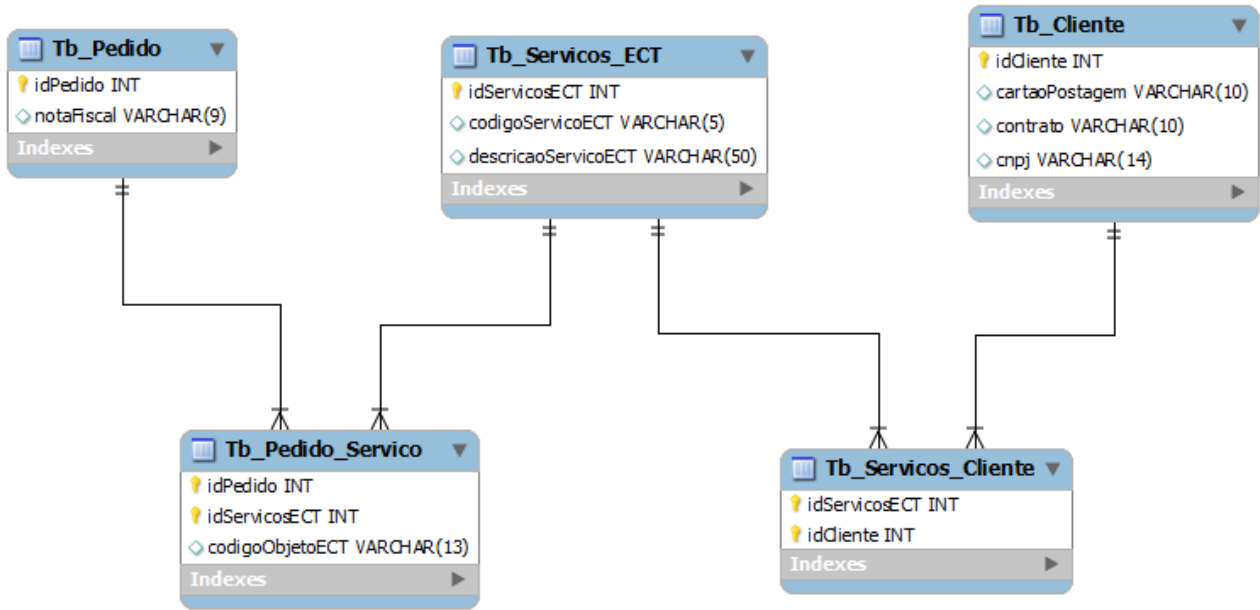 Tb_Pedido
idPedido INT
notaFiscal VARCHAR(9)
Indexes
Tb_Servicos_ECT
idServicosECT INT
codigoServicoECT VARCHAR(5)
descricaoServicoECT VARCHAR(50)
Indexes
Tb_Cliente
idCliente INT
cartaoPostagem VARCHAR(10)
contrato VARCHAR(10)
cnpj VARCHAR(14)
Indexes
Tb_Pedido_Servico
idPedido INT
idServicosECT INT
codigoObjetoECT VARCHAR(13)
Indexes
Tb_Servicos_Cliente
idServicosECT INT
idCliente INT
Indexes